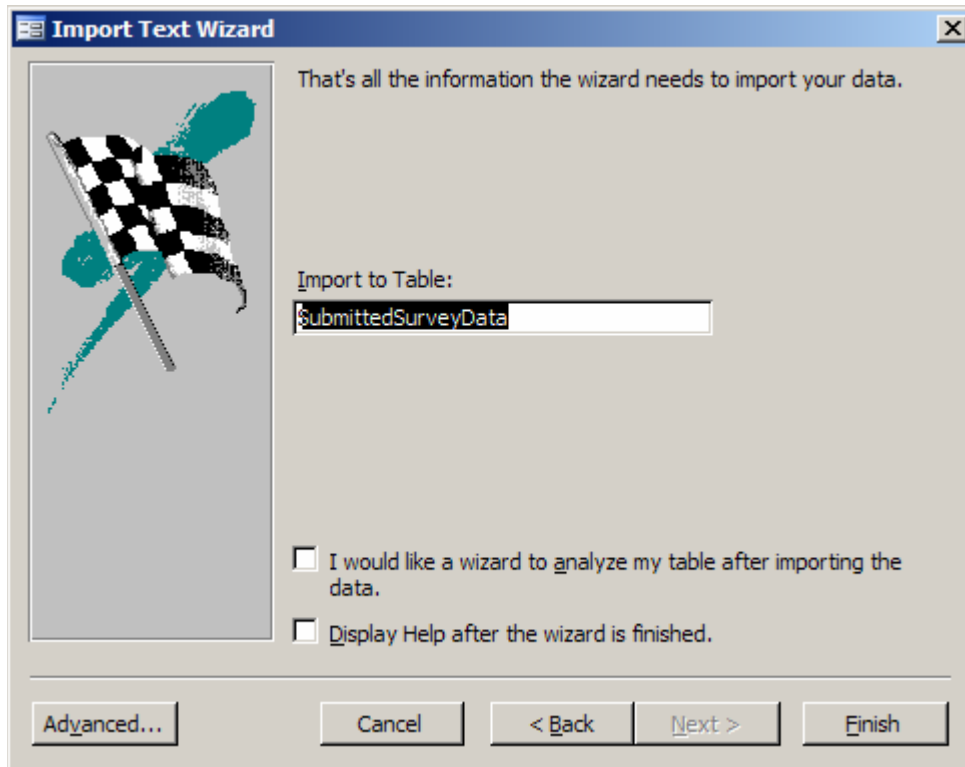 Import Text Wizard
That's all the information the wizard needs to import your data.
Import to Table:
SubmittedSurveyData
I would like a wizard to analyze my table after importing the
data.
Display Help after the wizard is finished.
Advanced... Cancel < Back Next > Finish